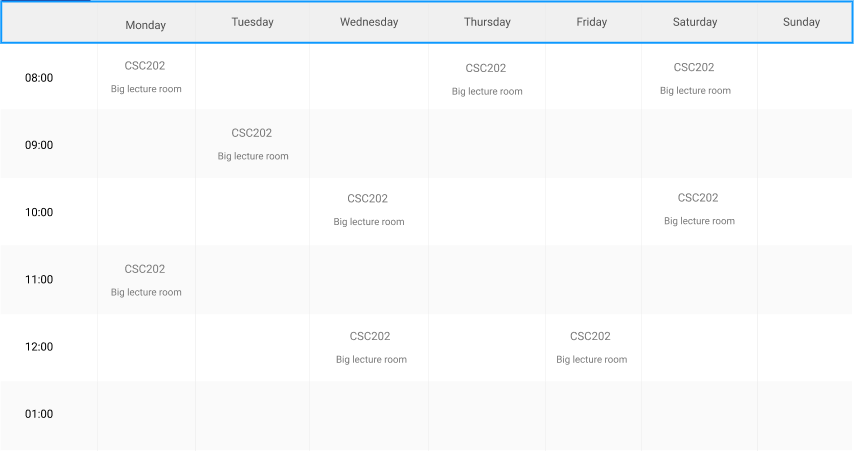 Monday Tuesday Wednesday Thursday Friday Saturday Sunday
08:00 CSC202 CSC202 CSC202
Big lecture room Big lecture room Big lecture room
09:00 CSC202
Big lecture room
10:00 CSC202 CSC202
Big lecture room Big lecture room
11:00 CSC202
Big lecture room
12:00 CSC202 CSC202
Big lecture room Big lecture room
01:00